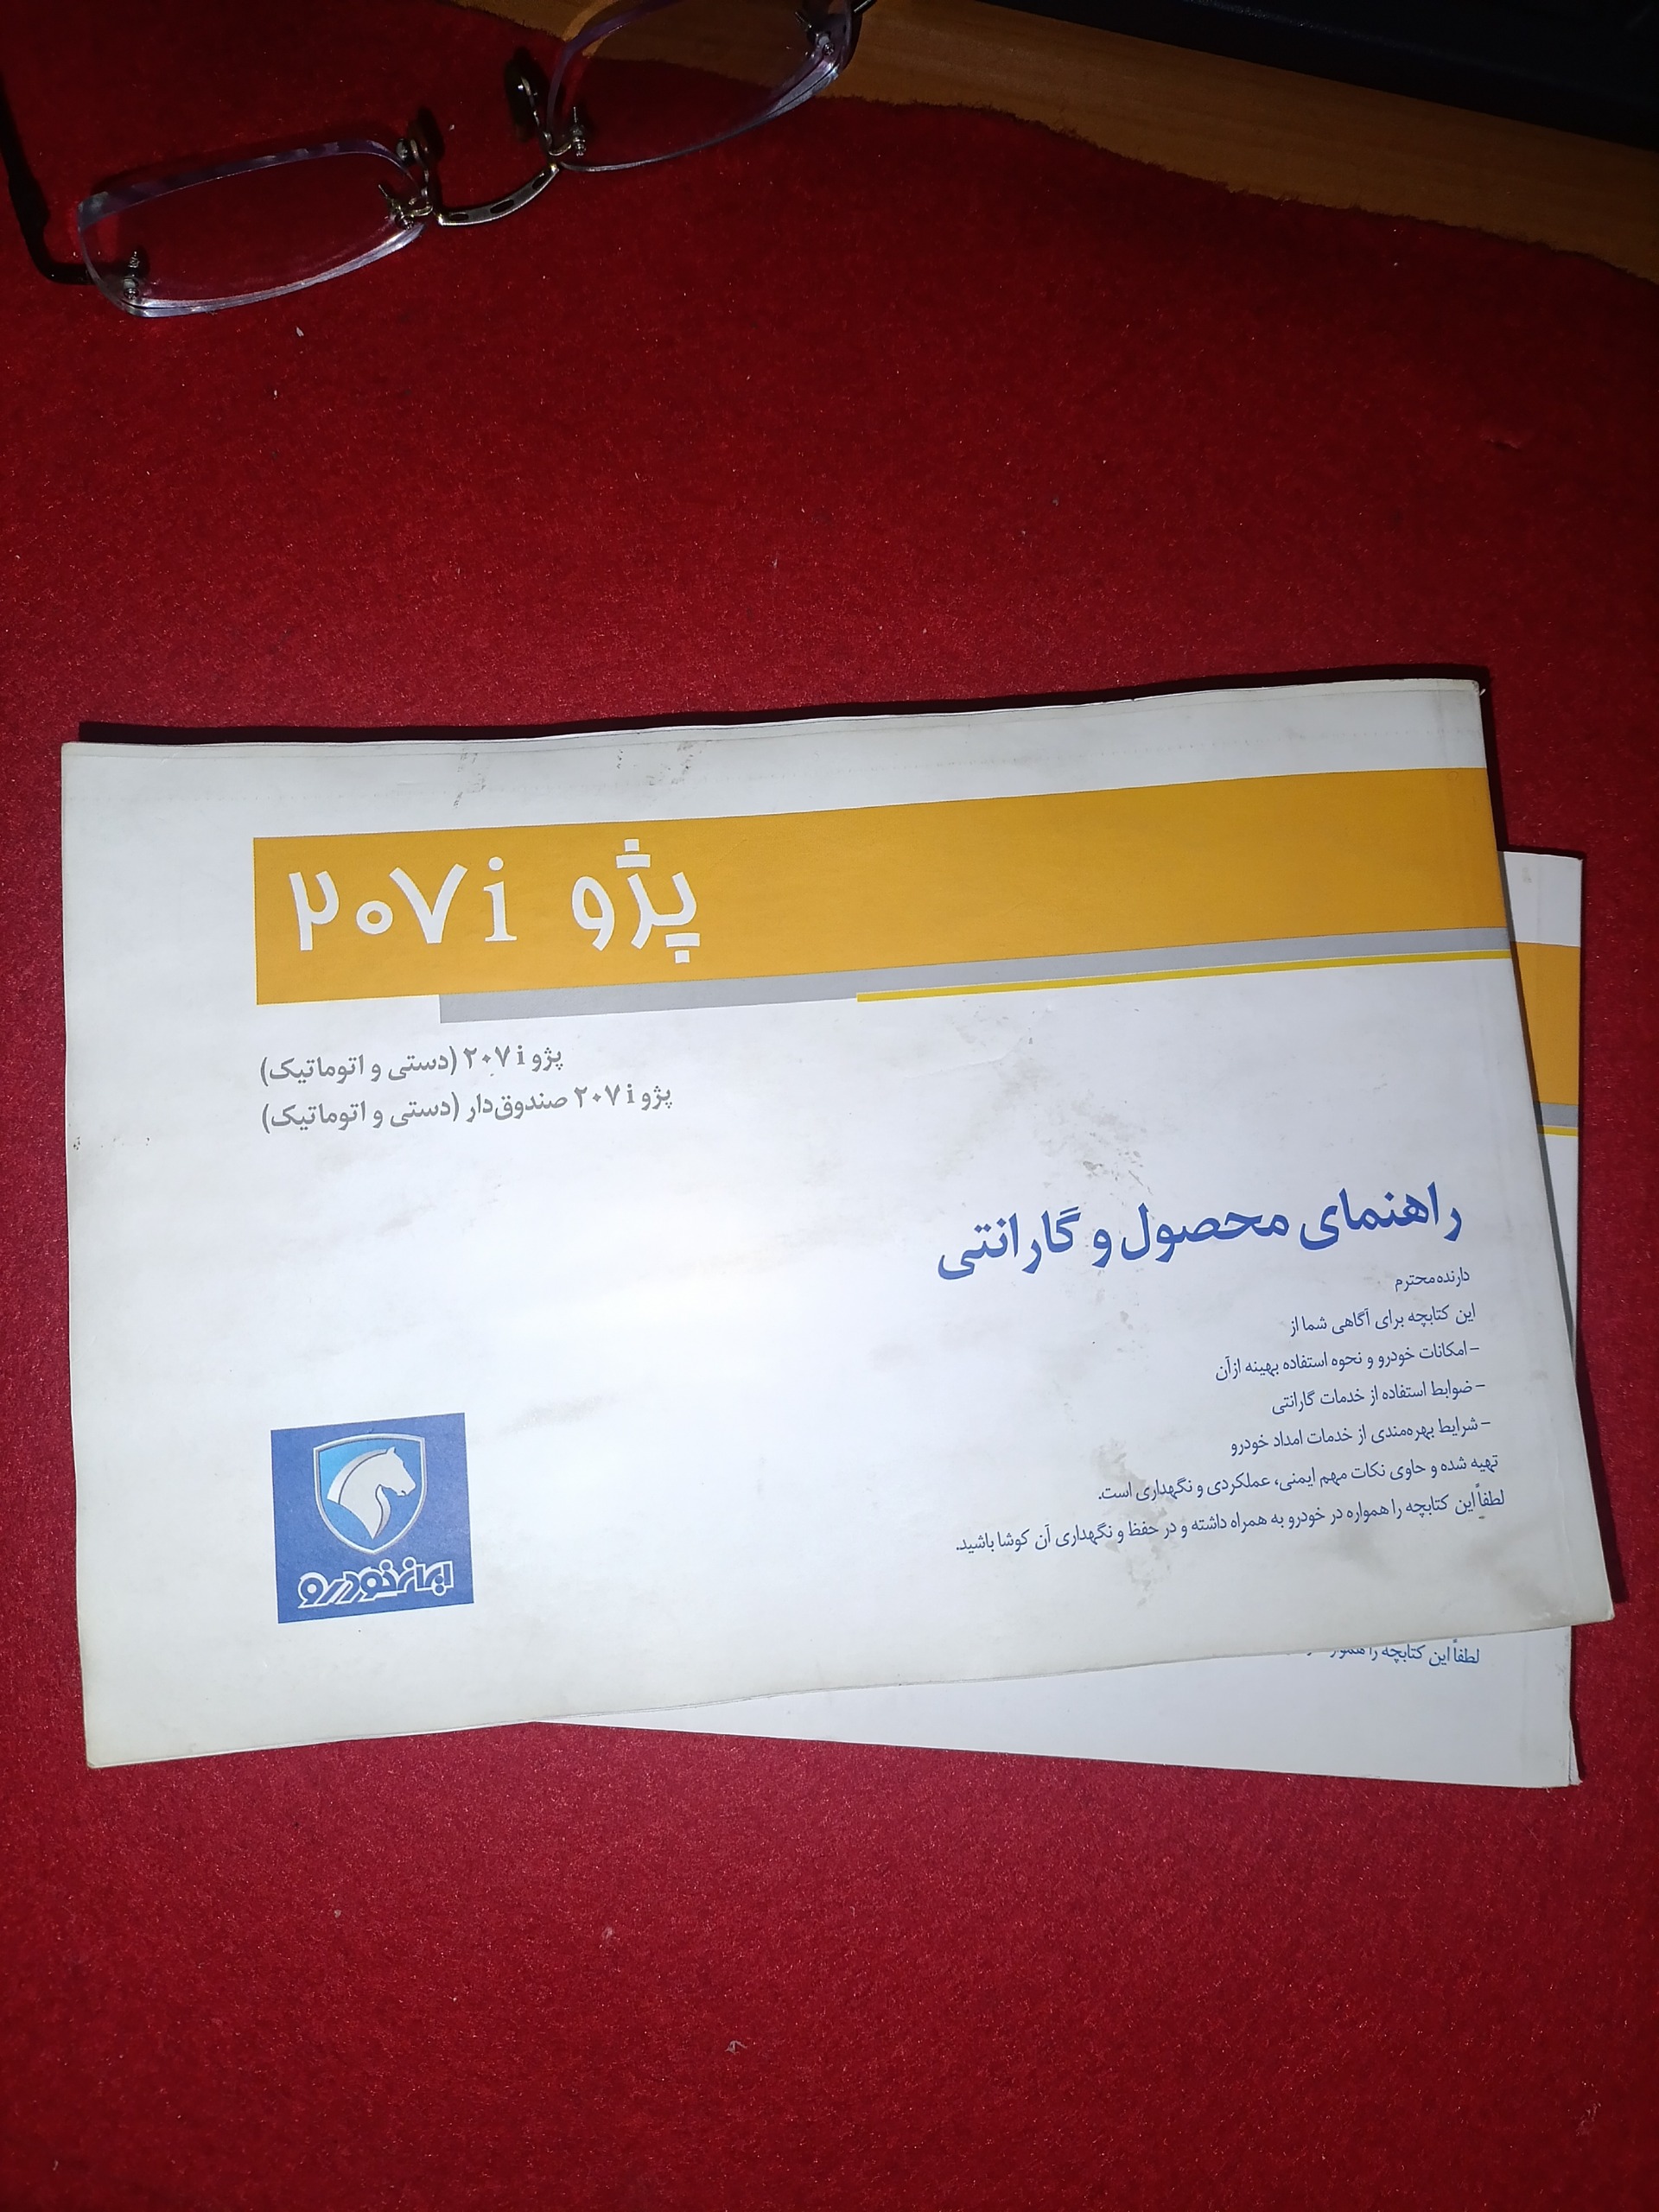 پژو ۲۰۷i
پژو ۲۰۷i (دستی و اتوماتیک)
پژو ۲۰۷i صندوق‌دار (دستی و اتوماتیک)
راهنمای محصول و گارانتی
دارنده محترم
این کتابچه برای آگاهی شما از
- امکانات خودرو و نحوه استفاده بهینه ازآن
- ضوابط استفاده از خدمات گارانتی
- شرایط بهره‌مندی از خدمات امداد خودرو
تهیه شده و حاوی نکات مهم ایمنی، عملکردی و نگهداری است.
لطفاً این کتابچه را همواره در خودرو به همراه داشته و در حفظ و نگهداری آن کوشا باشید.
ایران‌خودرو
لطفاً این کتابچه را